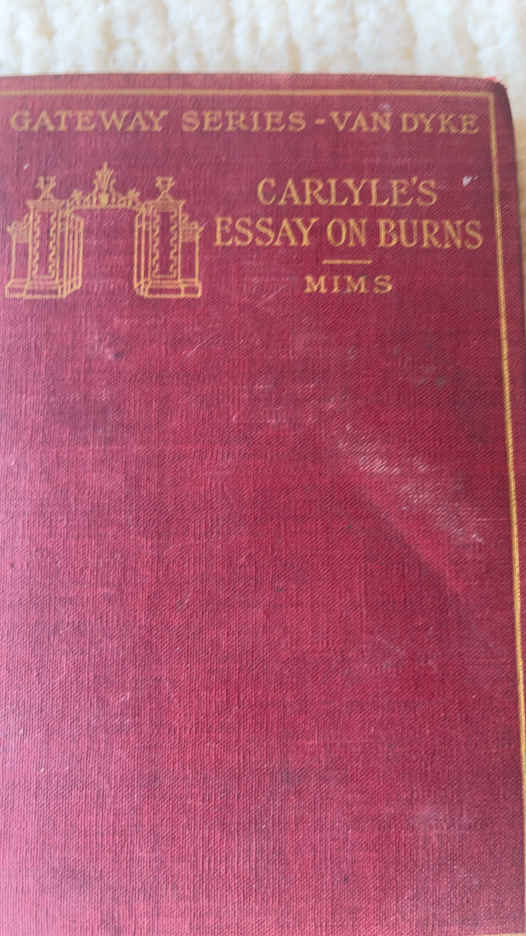 GATEWAY SERIES - VAN DYKE
CARLYLE'S
ESSAY ON BURNS
MIMS